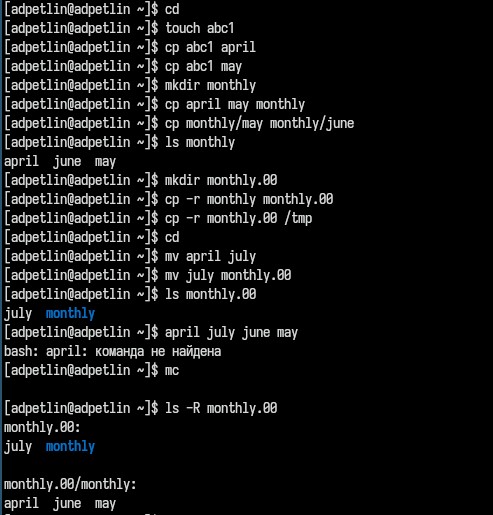 [adpetlin@adpetlin ~]$ cd
[adpetlin@adpetlin ~]$ touch abc1
[adpetlin@adpetlin ~]$ cp abc1 april
[adpetlin@adpetlin ~]$ cp abc1 may
[adpetlin@adpetlin ~]$ mkdir monthly
[adpetlin@adpetlin ~]$ cp april may monthly
[adpetlin@adpetlin ~]$ cp monthly/may monthly/june
[adpetlin@adpetlin ~]$ ls monthly
april  june  may
[adpetlin@adpetlin ~]$ mkdir monthly.00
[adpetlin@adpetlin ~]$ cp -r monthly monthly.00
[adpetlin@adpetlin ~]$ cp -r monthly.00 /tmp
[adpetlin@adpetlin ~]$ cd
[adpetlin@adpetlin ~]$ mv april july
[adpetlin@adpetlin ~]$ mv july monthly.00
[adpetlin@adpetlin ~]$ ls monthly.00
july  monthly
[adpetlin@adpetlin ~]$ april july june may
bash: april: команда не найдена
[adpetlin@adpetlin ~]$ mc
[adpetlin@adpetlin ~]$ ls -R monthly.00
monthly.00:
july  monthly
monthly.00/monthly:
april  june  may